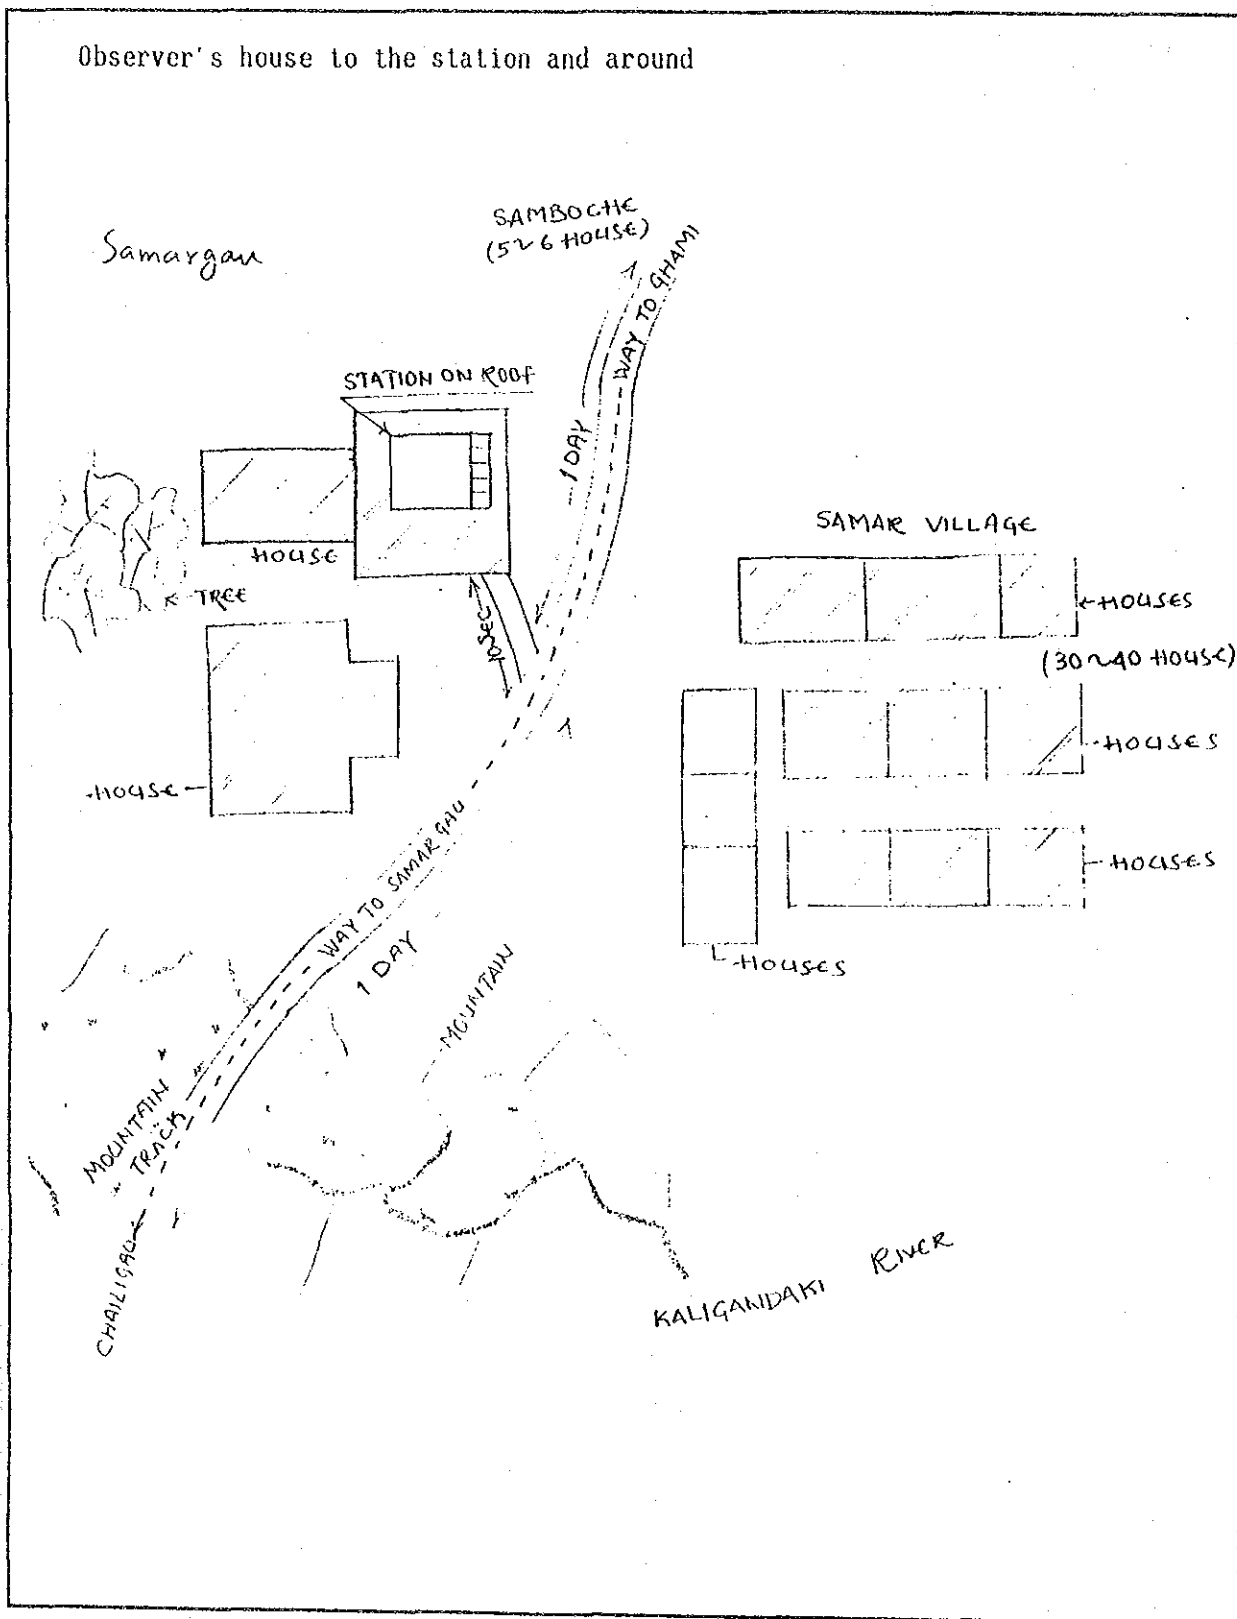 Observer's house to the station and around
Samargau
SAMBOCHE
(5~6 HOUSE)
WAY TO GHAMI
1 DAY
STATION ON ROOF
HOUSE
TREE
10 SEC
SAMAR VILLAGE
HOUSES
(30~40 HOUSE)
HOUSES
HOUSES
HOUSES
HOUSE
WAY TO SAMAR GAU
1 DAY
MOUNTAIN
MOUNTAIN
TRACK
CHAILIGAU
KALIGANDAKI RIVER